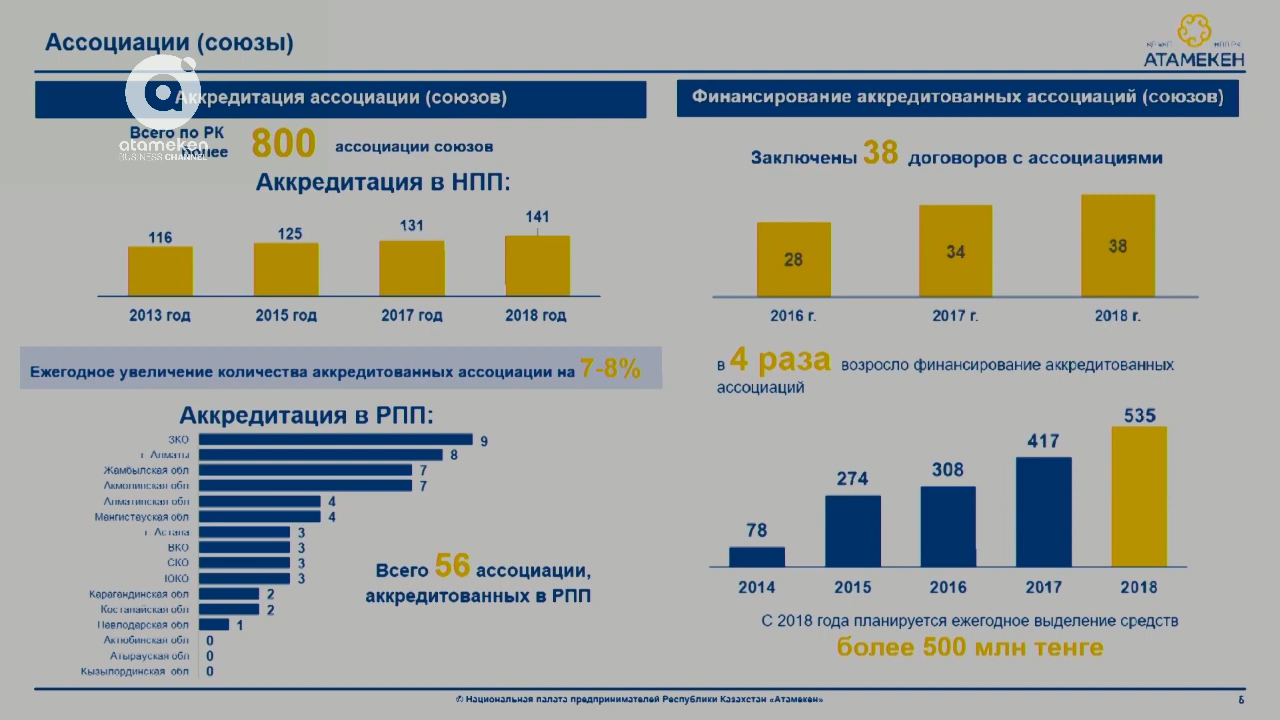 Ассоциации (союзы)
АТАМЕКЕН
Аккредитация ассоциации (союзов)
atameken
BUSINESS CHANNEL
Всего по РК
более
800 ассоциации союзов
Аккредитация в НПП:
116 125 131 141
2013 год 2015 год 2017 год 2018 год
Ежегодное увеличение количества аккредитованных ассоциации на 7-8%
Аккредитация в РПП:
ЗКО 9
г. Алматы 8
Жамбылская обл 7
Акмолинская обл 7
Алматинская обл 4
Мангистауская обл 4
г. Астана 3
ВКО 3
СКО 3
ЮКО 3
Карагандинская обл 2
Костанайская обл 2
Павлодарская обл 1
Актюбинская обл 0
Атырауская обл 0
Кызылординская обл 0
Всего 56 ассоциации,
аккредитованных в РПП
Финансирование аккредитованных ассоциаций (союзов)
Заключены 38 договоров с ассоциациями
28 34 38
2016 г. 2017 г. 2018 г.
в 4 раза возросло финансирование аккредитованных
ассоциаций
78 274 308 417 535
2014 2015 2016 2017 2018
С 2018 года планируется ежегодное выделение средств
более 500 млн тенге
© Национальная палата предпринимателей Республики Казахстан «Атамекен»
6